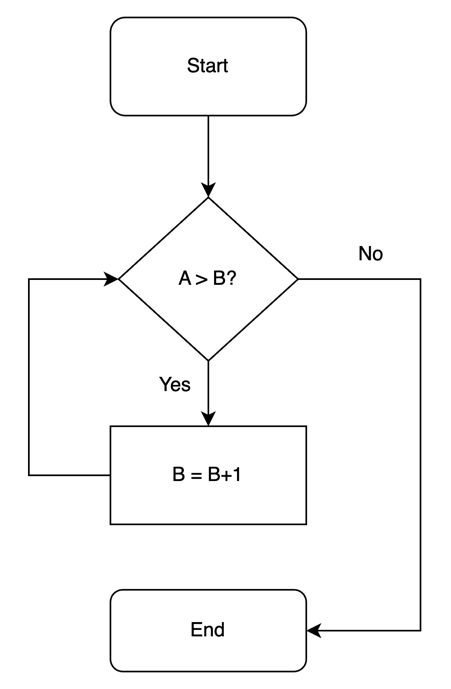 Start
A > B?
No
Yes
B = B+1
End